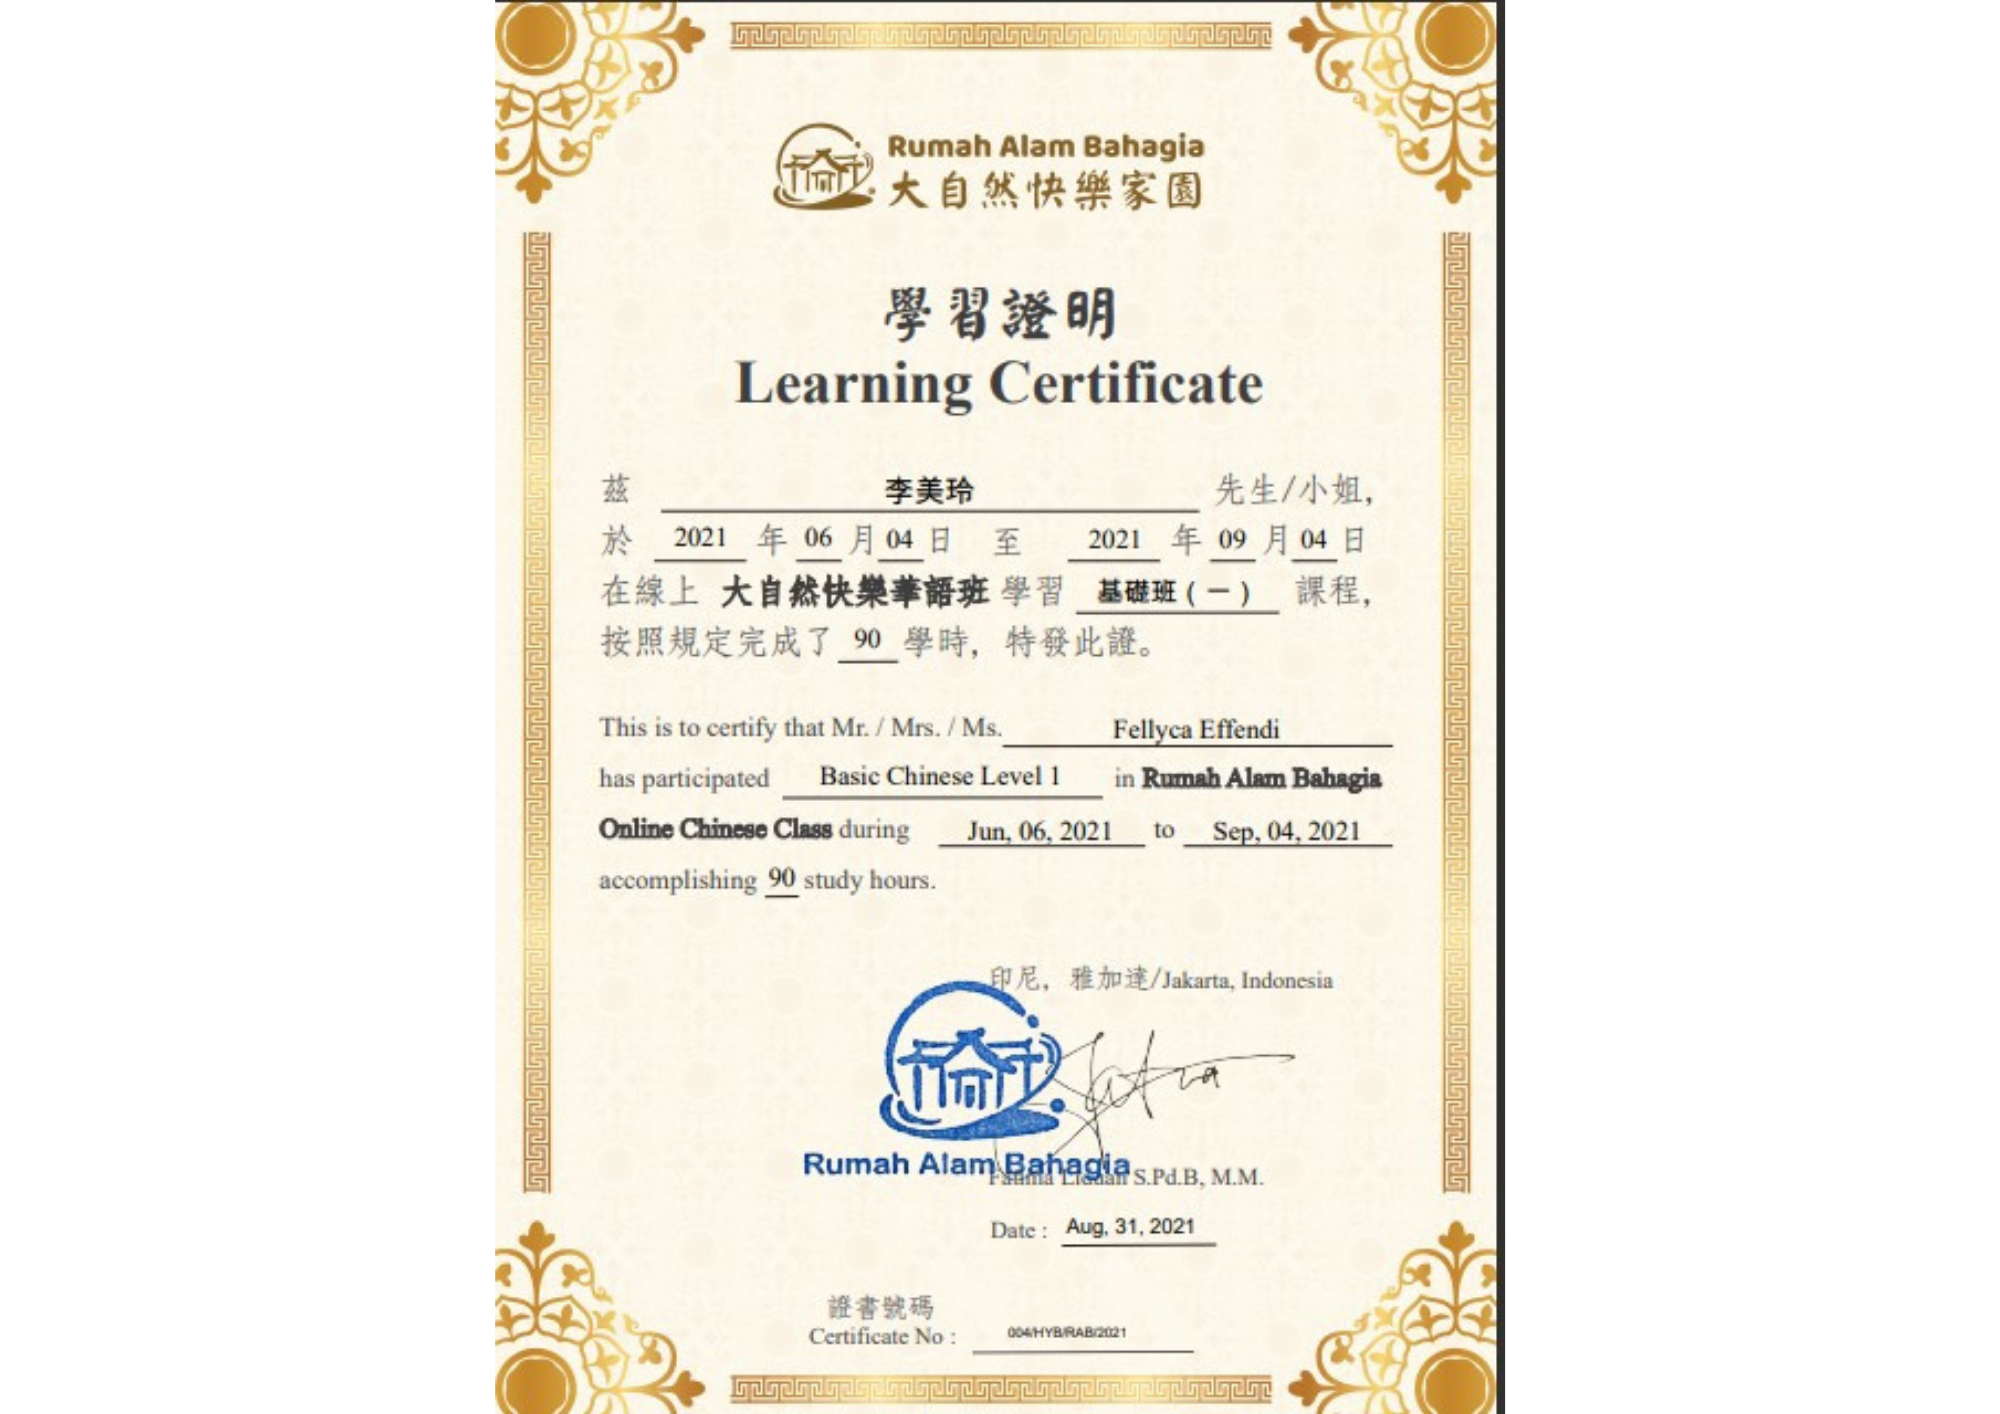 Rumah Alam Bahagia
大自然快樂家園
學習證明
Learning Certificate
茲 李美玲 先生/小姐,
於 2021 年 06 月 04 日 至 2021 年 09 月 04 日
在線上 大自然快樂華語班 學習 基礎班 ( 一 ) 課程,
按照規定完成了 90 學時, 特發此證。
This is to certify that Mr. / Mrs. / Ms. Fellyca Effendi
has participated Basic Chinese Level 1 in Rumah Alam Bahagia
Online Chinese Class during Jun, 06, 2021 to Sep, 04, 2021
accomplishing 90 study hours.
印尼, 雅加達/Jakarta, Indonesia
Rumah Alam Bahagia
Fatima S.Pd.B, M.M.
Date : Aug, 31, 2021
證書號碼
Certificate No : 004/HYB/RAB/2021